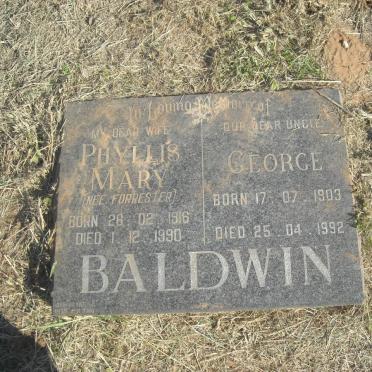 In Loving Memory of
MY DEAR WIFE
PHYLLIS
MARY
(NEE FORRESTER)
BORN 28 02 1916
DIED 1 12 1990
OUR DEAR UNCLE
GEORGE
BORN 17 07 1903
DIED 25 04 1992
BALDWIN